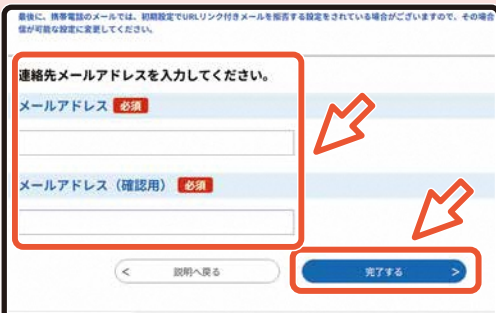 最後に、携帯電話のメールでは、初期設定でURLリンク付きメールを拒否する設定をされている場合がございますので、その場合
信が可能な設定に変更してください。
連絡先メールアドレスを入力してください。
メールアドレス 必須
メールアドレス（確認用） 必須
< 説明へ戻る
完了する >